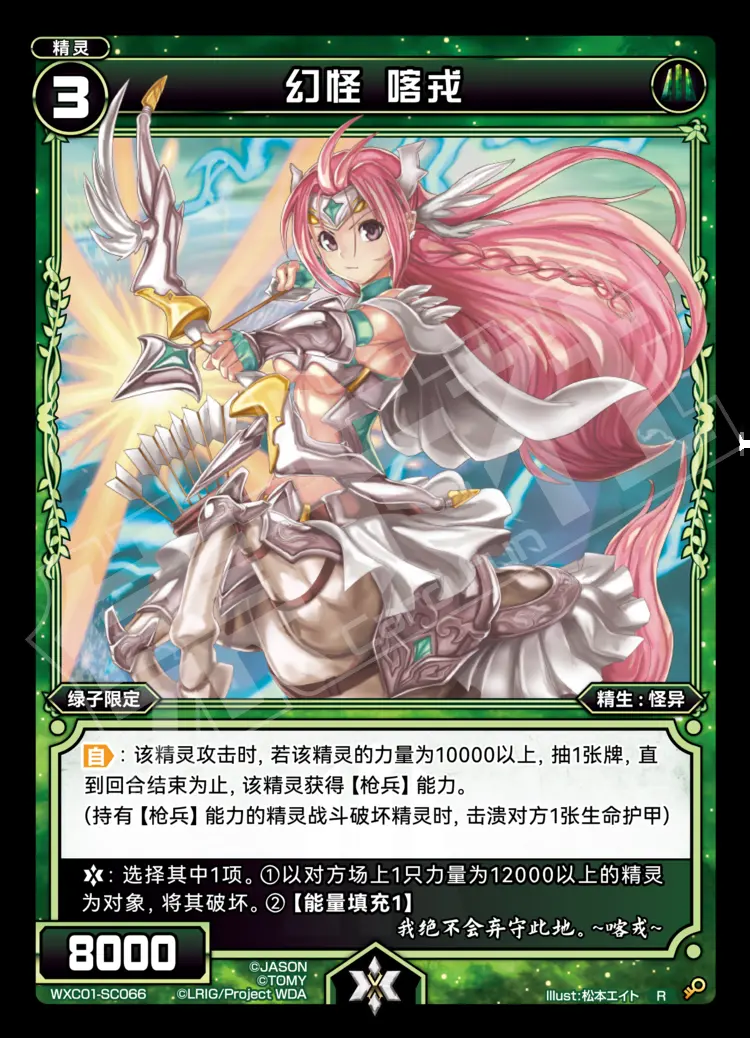 精灵
3
幻怪 喀戎
绿子限定
精生：怪异
自：该精灵攻击时，若该精灵的力量为10000以上，抽1张牌，直
到回合结束为止，该精灵获得【枪兵】能力。
（持有【枪兵】能力的精灵战斗破坏精灵时，击溃对方1张生命护甲）
：选择其中1项。①以对方场上1只力量为12000以上的精灵
为对象，将其破坏。②【能量填充1】
我绝不会弃守此地。~喀戎~
8000
©JASON
©TOMY
WXC01-SC066 ©LRIG/Project WDA
Illust:松本エイト R